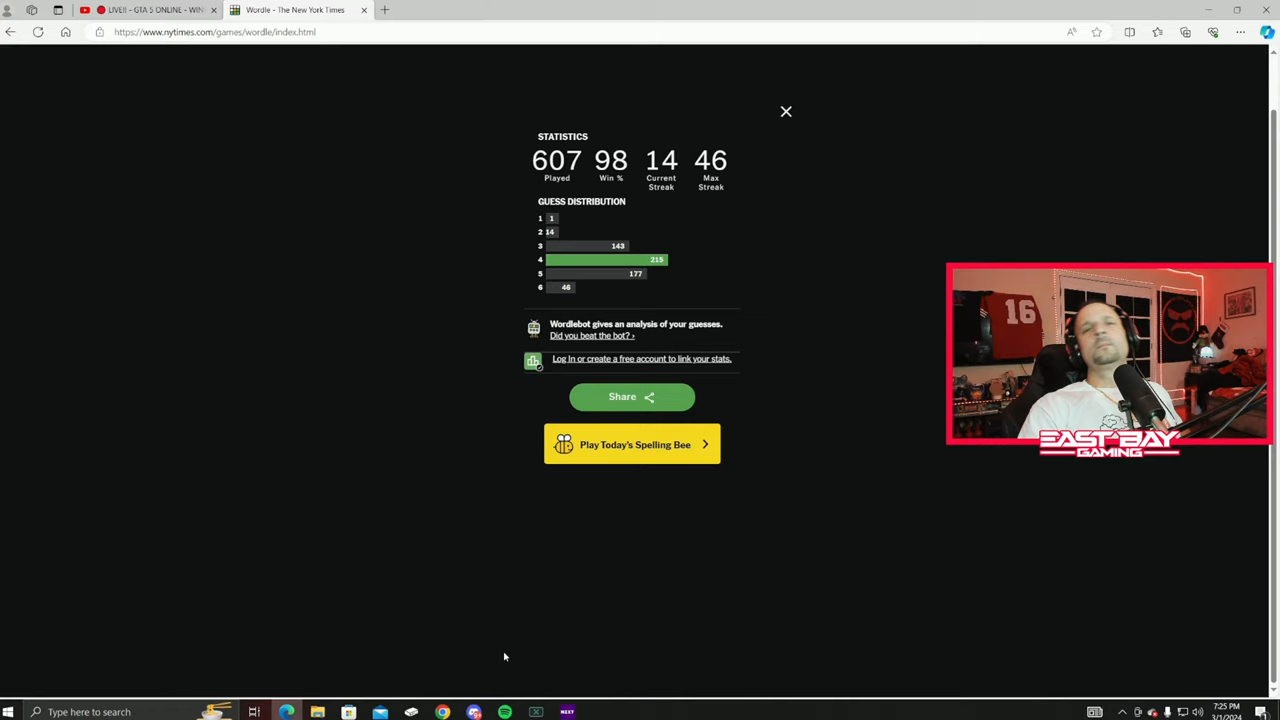 LIVE!! - GTA 5 ONLINE - WIN
Wordle - The New York Times
https://www.nytimes.com/games/wordle/index.html
STATISTICS
607 98 14 46
Played Win % Current Streak Max Streak
GUESS DISTRIBUTION
1 1
2 14
3 143
4 215
5 177
6 46
Wordlebot gives an analysis of your guesses.
Did you beat the bot? ›
Log In or create a free account to link your stats.
Share
Play Today's Spelling Bee
16
EAST BAY
GAMING
Type here to search
NEXT
7:25 PM
/1/2024